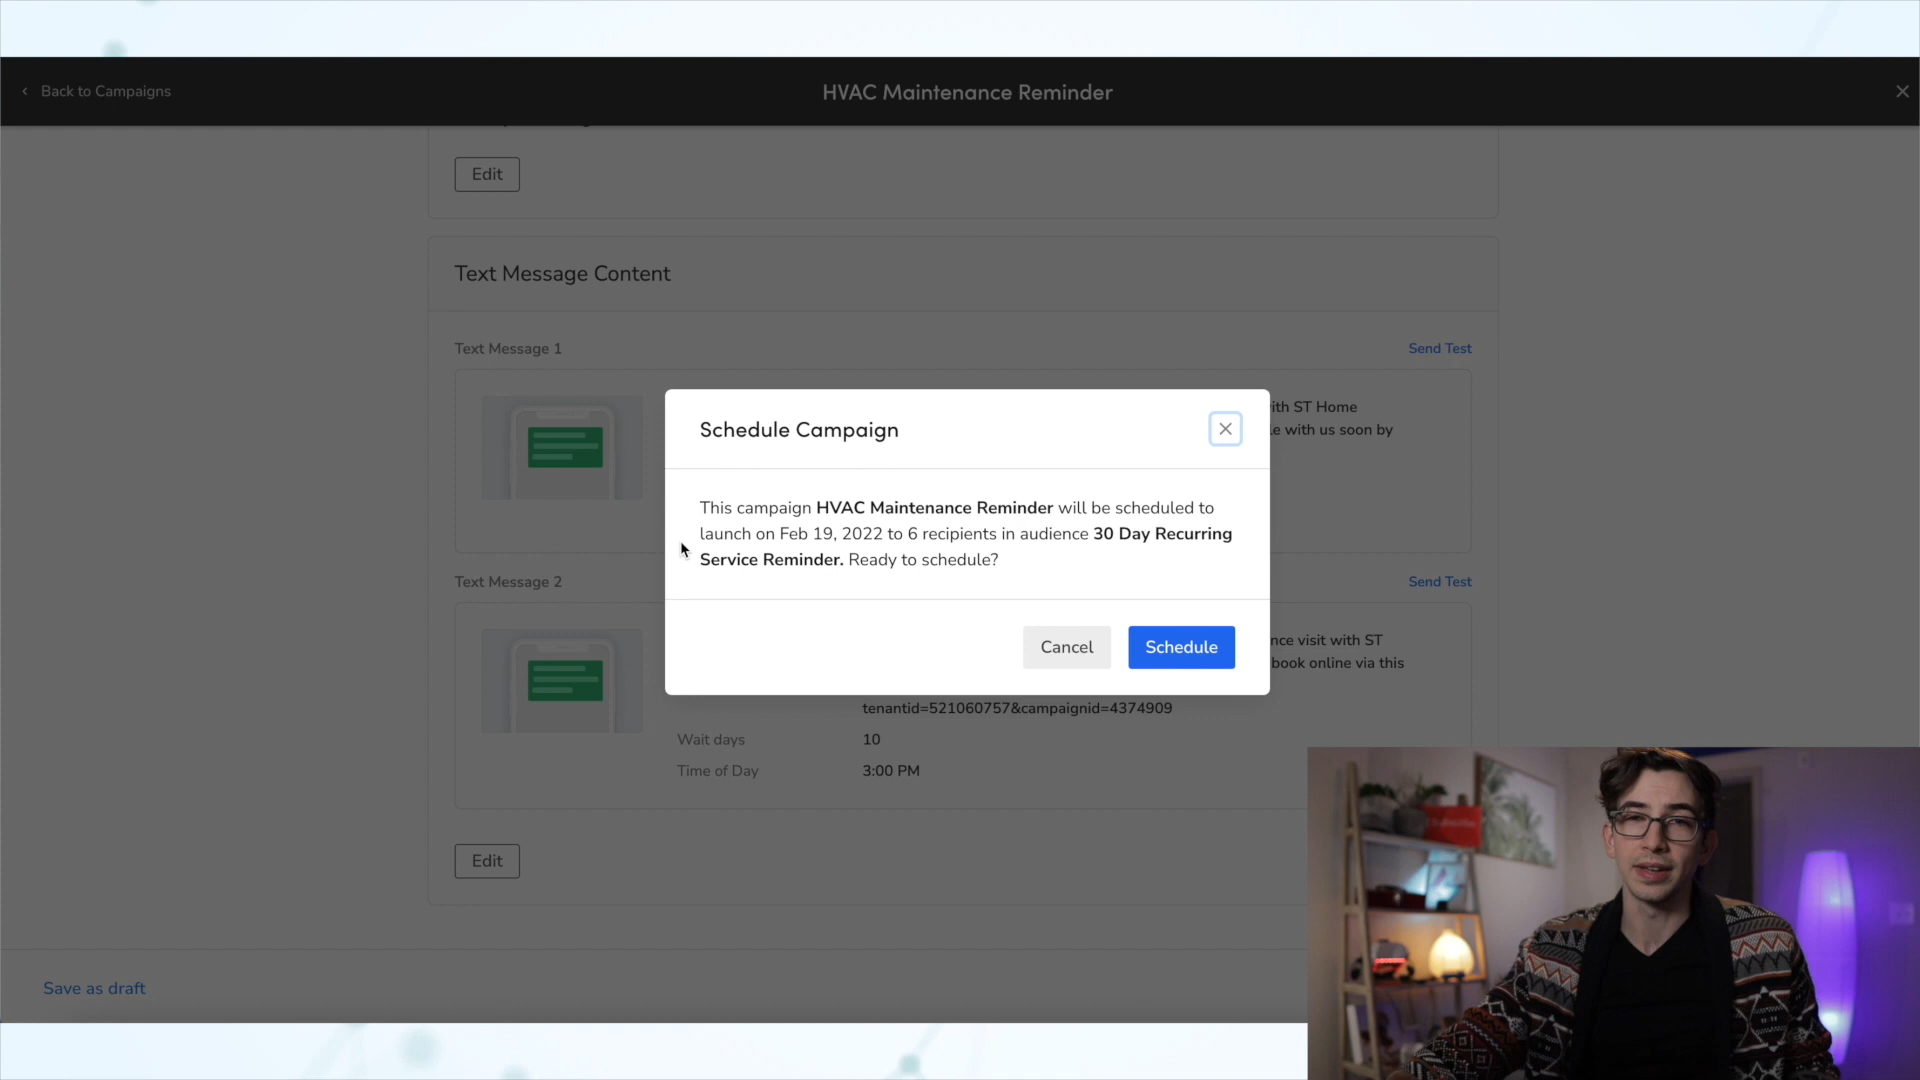 Back to Campaigns
HVAC Maintenance Reminder
Edit
Text Message Content
Text Message 1
Send Test
ith ST Home
le with us soon by
Schedule Campaign
This campaign HVAC Maintenance Reminder will be scheduled to
launch on Feb 19, 2022 to 6 recipients in audience 30 Day Recurring
Service Reminder. Ready to schedule?
Text Message 2
Send Test
Cancel
Schedule
nce visit with ST
book online via this
tenantid=521060757&campaignid=4374909
Wait days
10
Time of Day
3:00 PM
Edit
Save as draft